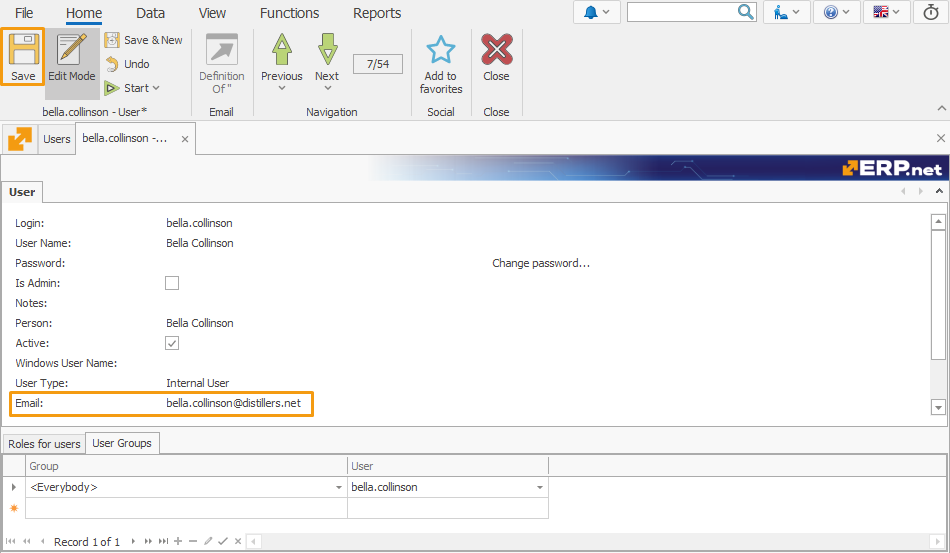 File Home Data View Functions Reports
Save
Edit Mode
Save & New
Undo
Start
Definition
Of "
Previous
Next
7/54
Add to
favorites
Close
bella.collinson - User* Email Navigation Social Close
Users bella.collinson -...
ERP.net
User
Login: bella.collinson
User Name: Bella Collinson
Password: Change password...
Is Admin:
Notes:
Person: Bella Collinson
Active:
Windows User Name:
User Type: Internal User
Email: bella.collinson@distillers.net
Roles for users User Groups
Group User
<Everybody> bella.collinson
Record 1 of 1